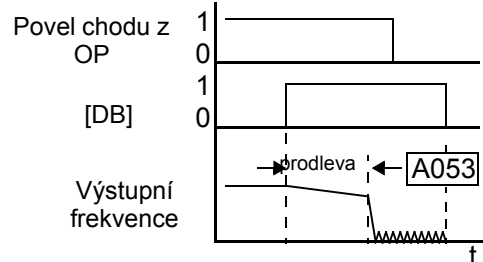 Povel chodu z
OP
1
0
[DB]
1
0
prodleva
A053
Výstupní
frekvence
t